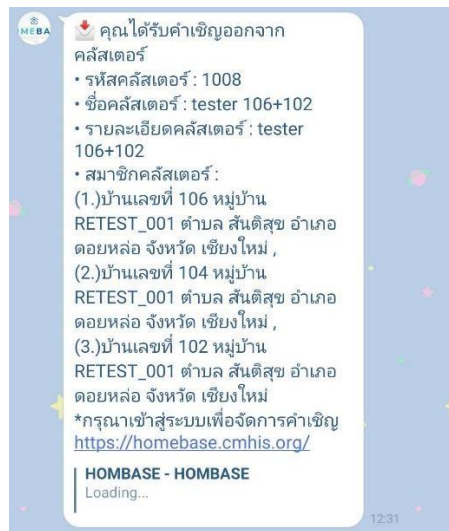 MEBA
📩 คุณได้รับคำเชิญออกจาก
คลัสเตอร์
• รหัสคลัสเตอร์ : 1008
• ชื่อคลัสเตอร์ : tester 106+102
• รายละเอียดคลัสเตอร์ : tester
106+102
• สมาชิกคลัสเตอร์ :
(1.)บ้านเลขที่ 106 หมู่บ้าน
RETEST_001 ตำบล สันติสุข อำเภอ
ดอยหล่อ จังหวัด เชียงใหม่ ,
(2.)บ้านเลขที่ 104 หมู่บ้าน
RETEST_001 ตำบล สันติสุข อำเภอ
ดอยหล่อ จังหวัด เชียงใหม่ ,
(3.)บ้านเลขที่ 102 หมู่บ้าน
RETEST_001 ตำบล สันติสุข อำเภอ
ดอยหล่อ จังหวัด เชียงใหม่
*กรุณาเข้าสู่ระบบเพื่อจัดการคำเชิญ
https://homebase.cmhis.org/
HOMBASE - HOMBASE
Loading...
12:31